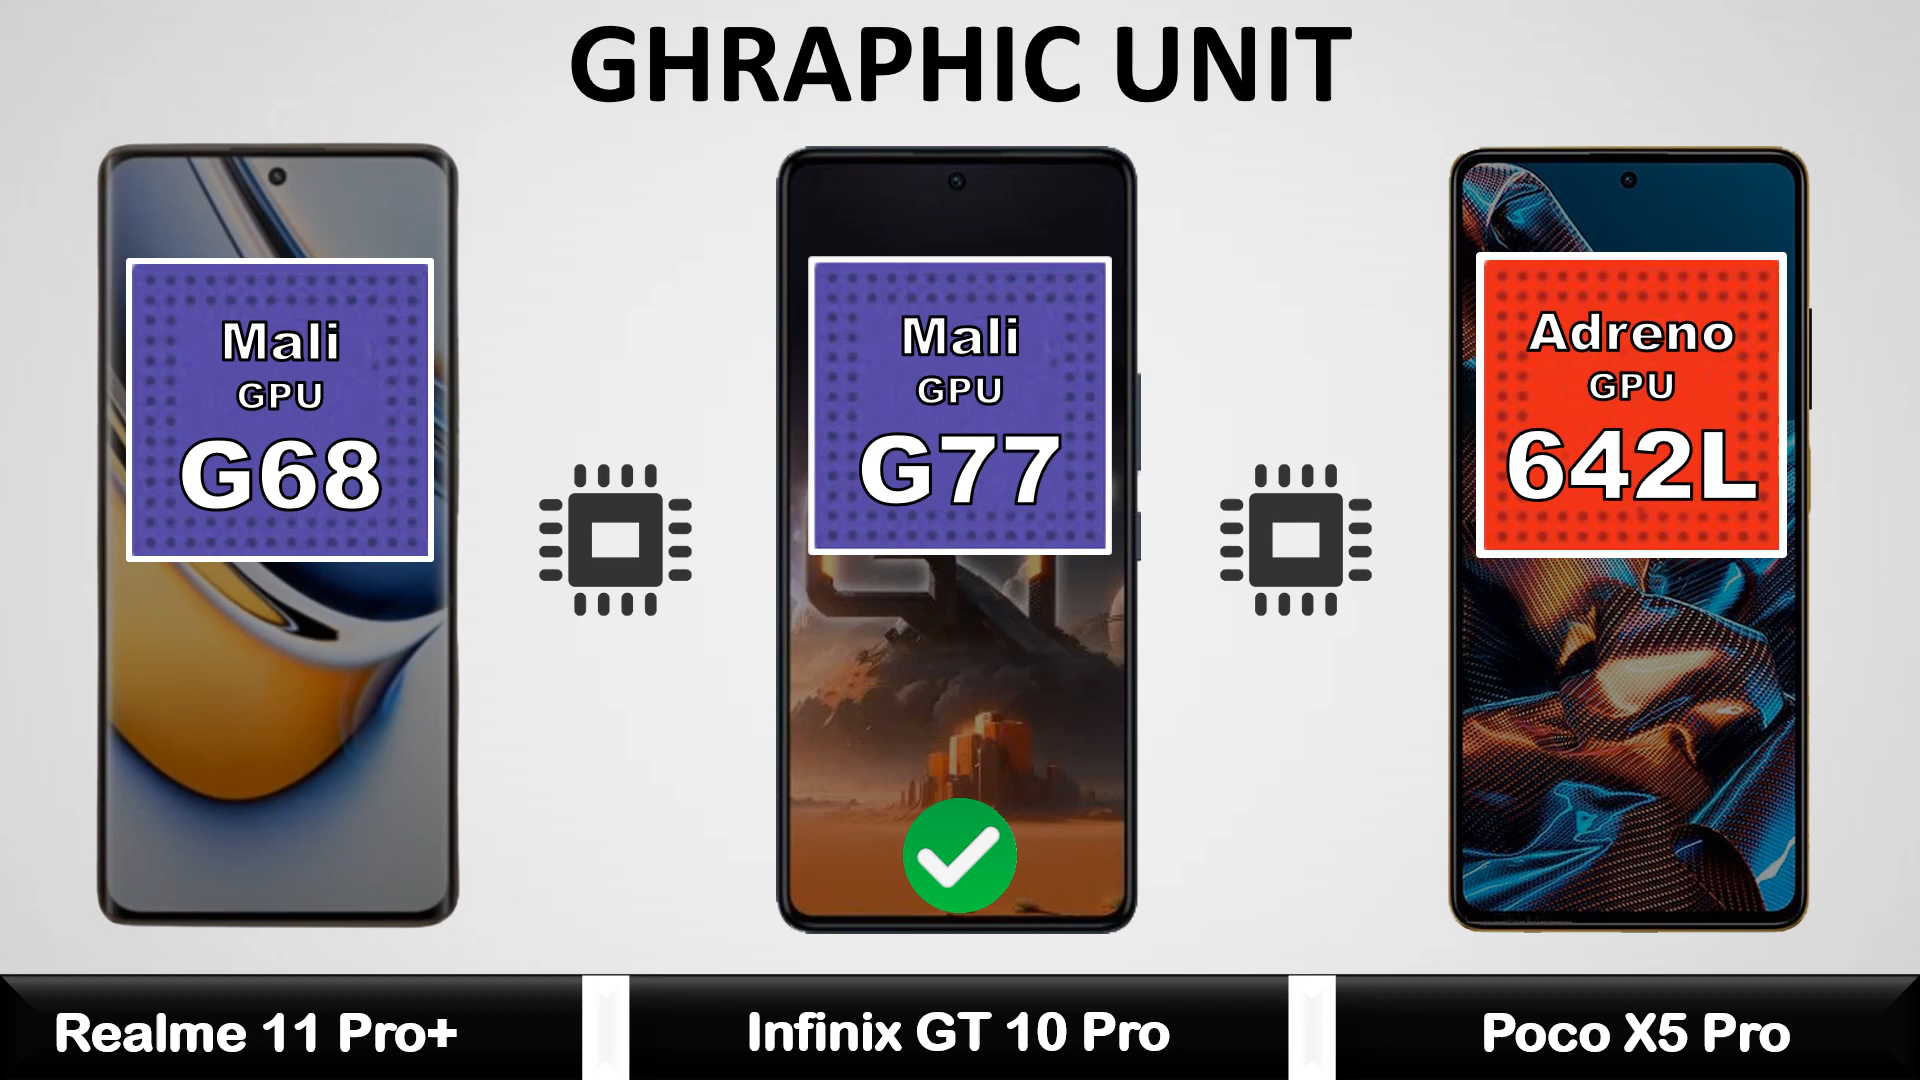 GHRAPHIC UNIT
Mali
GPU
G68
Mali
GPU
G77
Adreno
GPU
642L
Realme 11 Pro+
Infinix GT 10 Pro
Poco X5 Pro